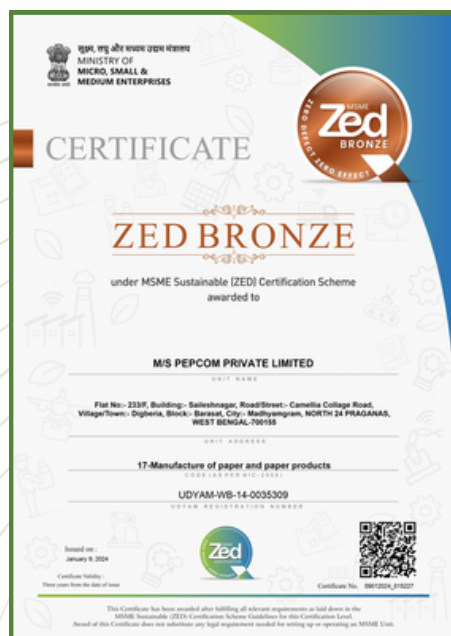 सूक्ष्म, लघु और मध्यम उद्यम मंत्रालय
MINISTRY OF
MICRO, SMALL &
MEDIUM ENTERPRISES
MSME
Zed
BRONZE
ZERO DEFECT ZERO EFFECT
CERTIFICATE
ZED BRONZE
under MSME Sustainable (ZED) Certification Scheme
awarded to
M/S PEPCOM PRIVATE LIMITED
UNIT NAME
Flat No:- 233/F, Building:- Saileshnagar, Road/Street:- Camellia Collage Road,
Village/Town:- Digberia, Block:- Barasat, City:- Madhyamgram, NORTH 24 PRAGANAS,
WEST BENGAL-700155
UNIT ADDRESS
17-Manufacture of paper and paper products
CODE (AS PER NIC-2008)
UDYAM-WB-14-0035309
UDYAM REGISTRATION NUMBER
Issued on :
January 9, 2024
Certificate Validity :
Three years from the date of issue
Zed
Certificate No. 09012024_015227
This Certificate has been awarded after fulfilling all relevant requirements as laid down in the
MSME Sustainable (ZED) Certification Scheme Guidelines for this Certification Level.
Award of this Certificate does not substitute any legal requirement needed for setting up or operating an MSME Unit.